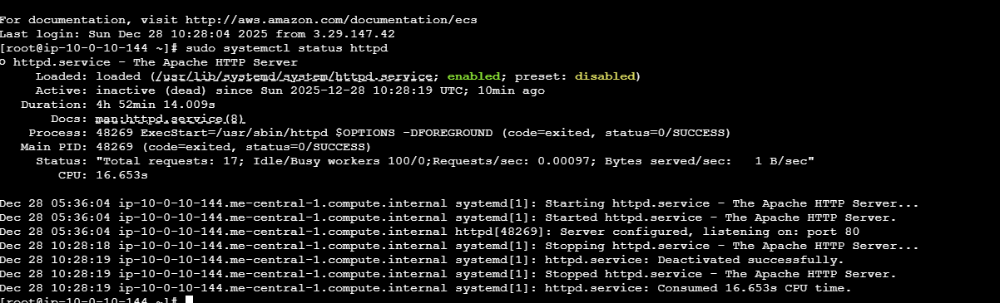 For documentation, visit http://aws.amazon.com/documentation/ecs
Last login: Sun Dec 28 10:28:04 2025 from 3.29.147.42
[root@ip-10-0-10-144 ~]# sudo systemctl status httpd
○ httpd.service - The Apache HTTP Server
Loaded: loaded (/usr/lib/systemd/system/httpd.service; enabled; preset: disabled)
Active: inactive (dead) since Sun 2025-12-28 10:28:19 UTC; 10min ago
Duration: 4h 52min 14.009s
Docs: man:httpd.service(8)
Process: 48269 ExecStart=/usr/sbin/httpd $OPTIONS -DFOREGROUND (code=exited, status=0/SUCCESS)
Main PID: 48269 (code=exited, status=0/SUCCESS)
Status: "Total requests: 17; Idle/Busy workers 100/0;Requests/sec: 0.00097; Bytes served/sec:   1 B/sec"
CPU: 16.653s
Dec 28 05:36:04 ip-10-0-10-144.me-central-1.compute.internal systemd[1]: Starting httpd.service - The Apache HTTP Server...
Dec 28 05:36:04 ip-10-0-10-144.me-central-1.compute.internal systemd[1]: Started httpd.service - The Apache HTTP Server.
Dec 28 05:36:04 ip-10-0-10-144.me-central-1.compute.internal httpd[48269]: Server configured, listening on: port 80
Dec 28 10:28:18 ip-10-0-10-144.me-central-1.compute.internal systemd[1]: Stopping httpd.service - The Apache HTTP Server...
Dec 28 10:28:19 ip-10-0-10-144.me-central-1.compute.internal systemd[1]: httpd.service: Deactivated successfully.
Dec 28 10:28:19 ip-10-0-10-144.me-central-1.compute.internal systemd[1]: Stopped httpd.service - The Apache HTTP Server.
Dec 28 10:28:19 ip-10-0-10-144.me-central-1.compute.internal systemd[1]: httpd.service: Consumed 16.653s CPU time.
[root@ip-10-0-10-144 ~]#